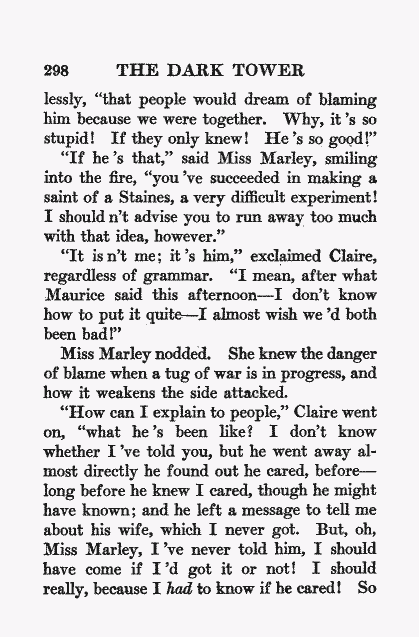 298 THE DARK TOWER
lessly, “that people would dream of blaming
him because we were together. Why, it 's so
stupid! If they only knew! He 's so good!”
“If he 's that,” said Miss Marley, smiling
into the fire, “you 've succeeded in making a
saint of a Staines, a very difficult experiment!
I should n't advise you to run away too much
with that idea, however.”
“It is n't me; it 's him,” exclaimed Claire,
regardless of grammar. “I mean, after what
Maurice said this afternoon—I don't know
how to put it quite—I almost wish we 'd both
been bad!”
Miss Marley nodded. She knew the danger
of blame when a tug of war is in progress, and
how it weakens the side attacked.
“How can I explain to people,” Claire went
on, “what he 's been like? I don't know
whether I 've told you, but he went away al-
most directly he found out he cared, before—
long before he knew I cared, though he might
have known; and he left a message to tell me
about his wife, which I never got. But, oh,
Miss Marley, I 've never told him, I should
have come if I 'd got it or not! I should
really, because I had to know if he cared! So